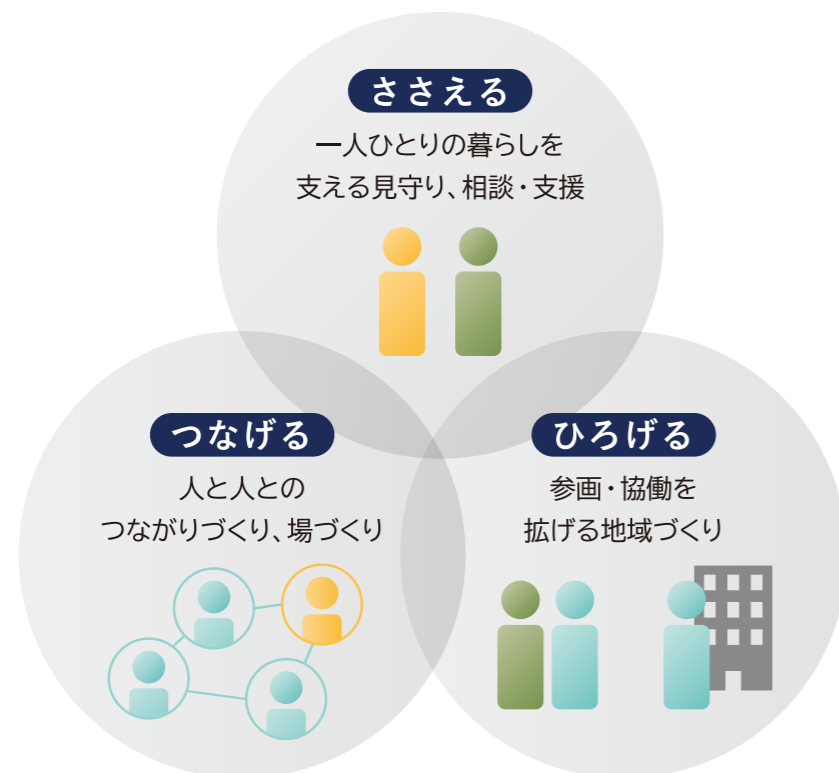 ささえる
一人ひとりの暮らしを
支える見守り、相談・支援
つなげる
人と人との
つながりづくり、場づくり
ひろげる
参画・協働を
拡げる地域づくり